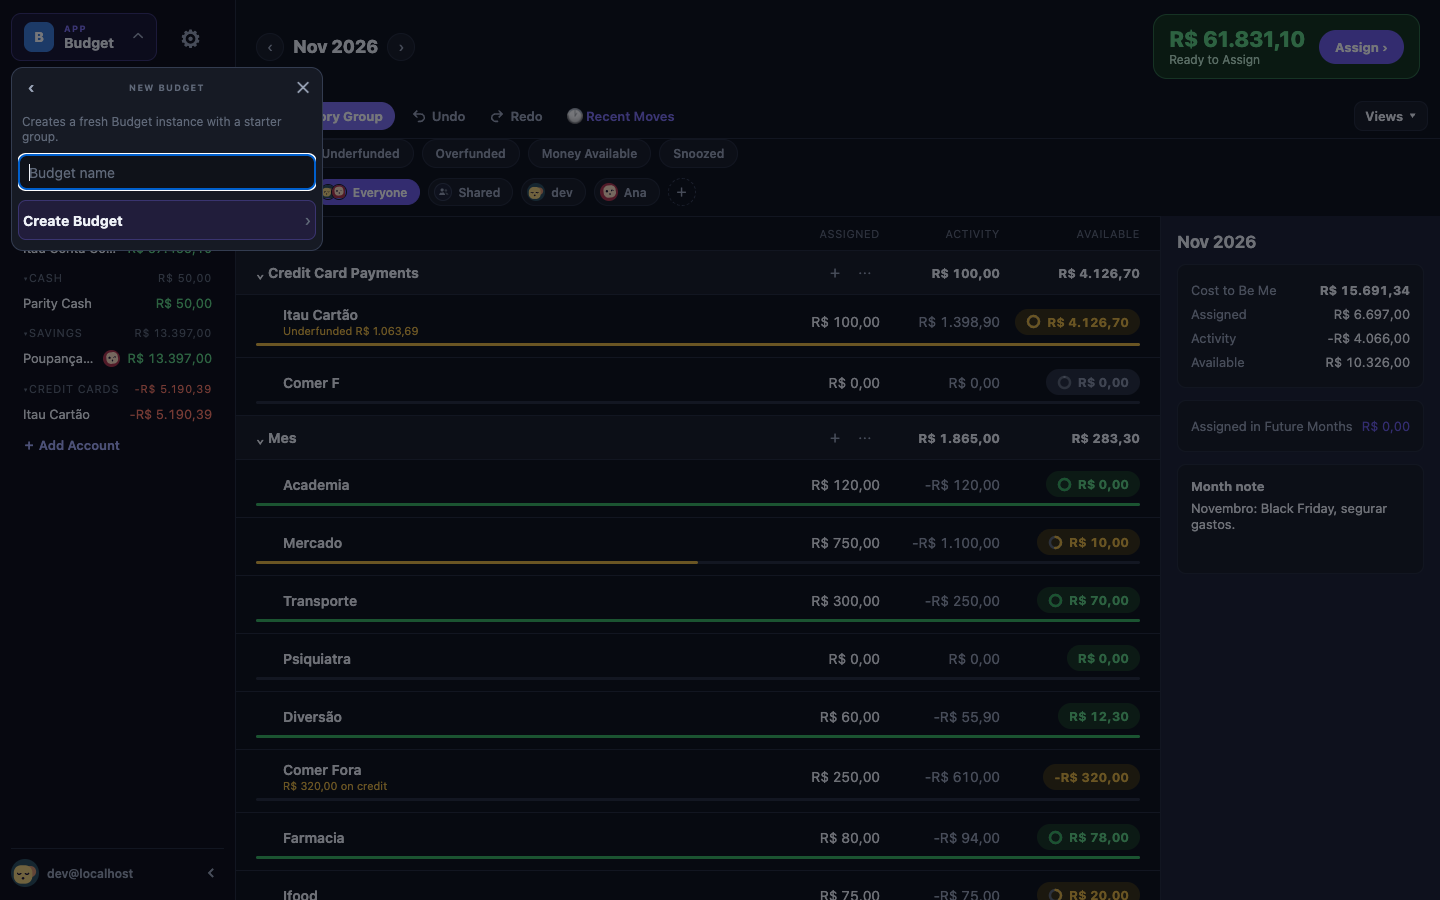 B
APP
Budget
‹ Nov 2026 ›
R$ 61.831,10
Ready to Assign
Assign ›
‹ NEW BUDGET ✕
Creates a fresh Budget instance with a starter
group.
Budget name
Create Budget ›
ory Group
Undo
Redo
Recent Moves
Views ▾
Underfunded
Overfunded
Money Available
Snoozed
Everyone
Shared
dev
Ana
+
CASH R$ 50,00
Parity Cash R$ 50,00
SAVINGS R$ 13.397,00
Poupança... R$ 13.397,00
CREDIT CARDS -R$ 5.190,39
Itau Cartão -R$ 5.190,39
+ Add Account
dev@localhost
ASSIGNED ACTIVITY AVAILABLE
Credit Card Payments + ... R$ 100,00 R$ 4.126,70
Itau Cartão R$ 100,00 R$ 1.398,90 R$ 4.126,70
Underfunded R$ 1.063,69
Comer F R$ 0,00 R$ 0,00 R$ 0,00
Mes + ... R$ 1.865,00 R$ 283,30
Academia R$ 120,00 -R$ 120,00 R$ 0,00
Mercado R$ 750,00 -R$ 1.100,00 R$ 10,00
Transporte R$ 300,00 -R$ 250,00 R$ 70,00
Psiquiatra R$ 0,00 R$ 0,00 R$ 0,00
Diversão R$ 60,00 -R$ 55,90 R$ 12,30
Comer Fora R$ 250,00 -R$ 610,00 -R$ 320,00
R$ 320,00 on credit
Farmacia R$ 80,00 -R$ 94,00 R$ 78,00
Ifood R$ 75,00 -R$ 75,00 R$ 20,00
Nov 2026
Cost to Be Me R$ 15.691,34
Assigned R$ 6.697,00
Activity -R$ 4.066,00
Available R$ 10.326,00
Assigned in Future Months R$ 0,00
Month note
Novembro: Black Friday, segurar
gastos.